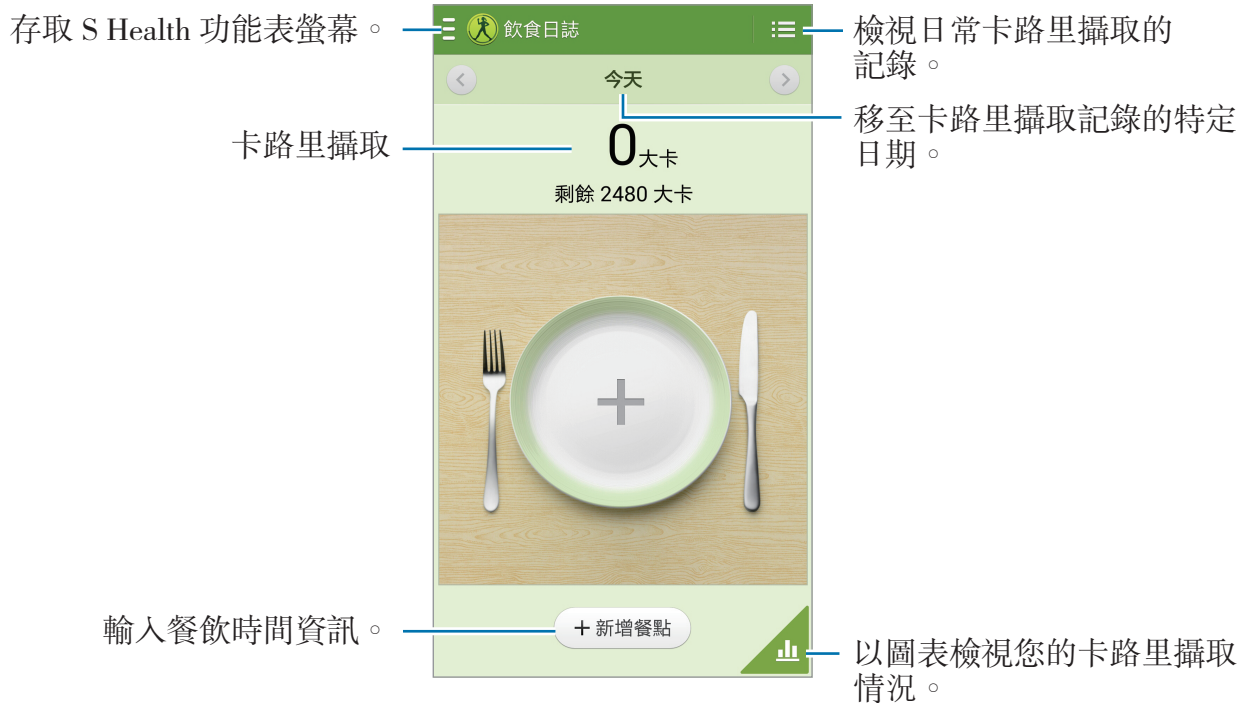 存取 S Health 功能表螢幕。
飲食日誌
檢視日常卡路里攝取的
記錄。
今天
移至卡路里攝取記錄的特定
日期。
卡路里攝取
0大卡
剩餘 2480 大卡
輸入餐飲時間資訊。
+ 新增餐點
以圖表檢視您的卡路里攝取
情況。